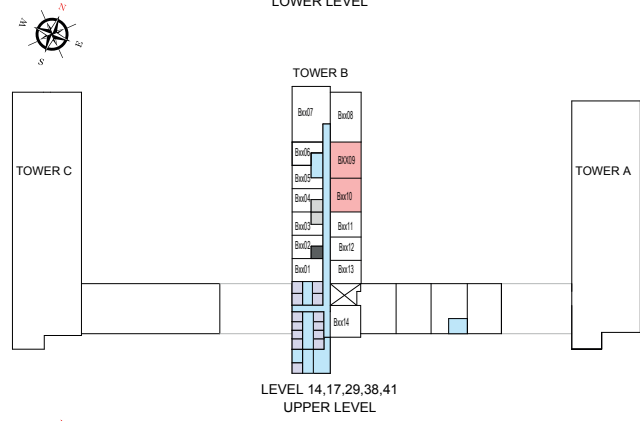 LOWER LEVEL
N
W
E
S
TOWER B
Bxx07
Bxx08
Bxx06
BXX09
TOWER C
TOWER A
Bxx05
Bxx04
Bxx10
Bxx03
Bxx11
Bxx02
Bxx12
Bxx01
Bxx13
Bxx14
LEVEL 14,17,29,38,41
UPPER LEVEL